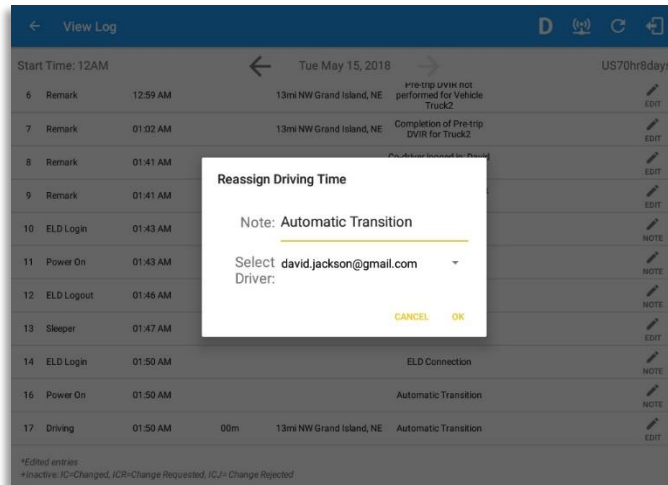 View Log
D
Start Time: 12AM Tue May 15, 2018 US70hr8days
6 Remark 12:59 AM 13mi NW Grand Island, NE Pre-trip DVIR not performed for Vehicle Truck2 EDIT
7 Remark 01:02 AM 13mi NW Grand Island, NE Completion of Pre-trip DVIR for Truck2 EDIT
8 Remark 01:41 AM Co-driver logged in: David EDIT
9 Remark 01:41 AM EDIT
10 ELD Login 01:43 AM NOTE
11 Power On 01:43 AM NOTE
12 ELD Logout 01:46 AM NOTE
13 Sleeper 01:47 AM EDIT
14 ELD Login 01:50 AM ELD Connection NOTE
16 Power On 01:50 AM Automatic Transition NOTE
17 Driving 01:50 AM 00m 13mi NW Grand Island, NE Automatic Transition EDIT
*Edited entries
+Inactive: IC=Changed, ICR=Change Requested, ICJ= Change Rejected
Reassign Driving Time
Note: Automatic Transition
Select david.jackson@gmail.com
Driver:
CANCEL OK